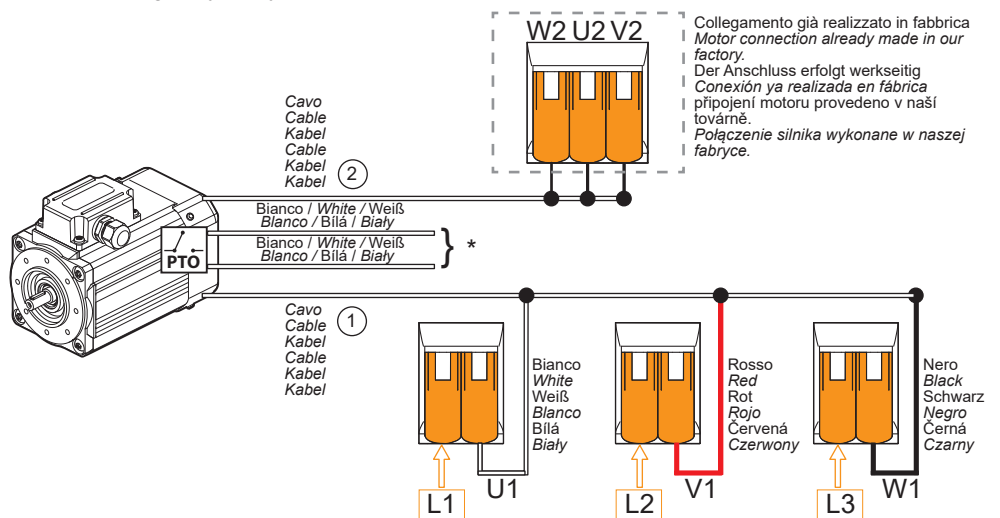 W2 U2 V2
Collegamento già realizzato in fabbrica
Motor connection already made in our
factory.
Der Anschluss erfolgt werkseitig
Conexión ya realizada en fábrica
připojení motoru provedeno v naší
továrně.
Połączenie silnika wykonane w naszej
fabryce.
Cavo
Cable
Kabel
Cable
Kabel
Kabel
2
Bianco / White / Weiß
Blanco / Bílá / Biały
Bianco / White / Weiß
Blanco / Bílá / Biały
} *
PTO
Cavo
Cable
Kabel
Cable
Kabel
Kabel
1
Bianco
White
Weiß
Blanco
Bílá
Biały
Rosso
Red
Rot
Rojo
Červená
Czerwony
Nero
Black
Schwarz
Negro
Černá
Czarny
L1
U1
L2
V1
L3
W1